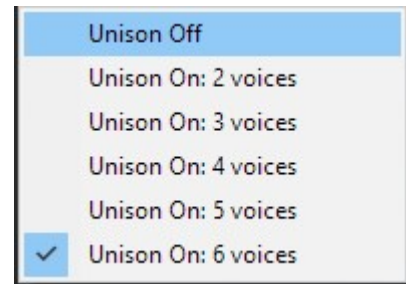 Unison Off
Unison On: 2 voices
Unison On: 3 voices
Unison On: 4 voices
Unison On: 5 voices
Unison On: 6 voices